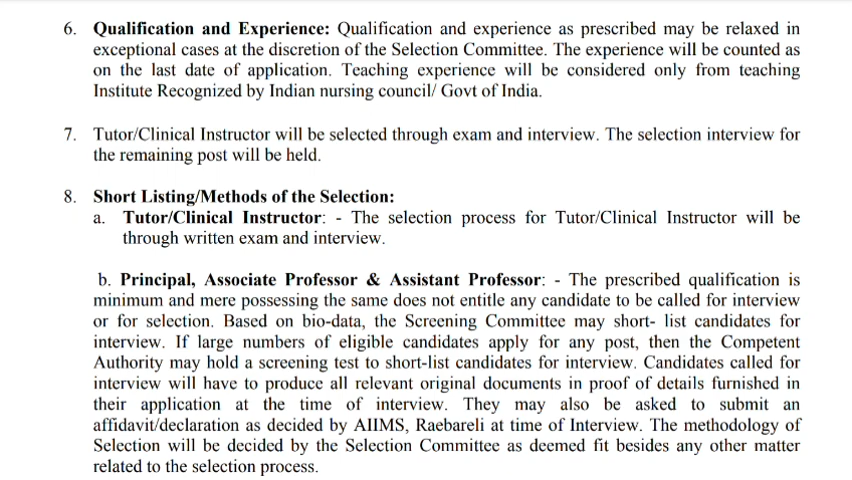 6. Qualification and Experience: Qualification and experience as prescribed may be relaxed in
exceptional cases at the discretion of the Selection Committee. The experience will be counted as
on the last date of application. Teaching experience will be considered only from teaching
Institute Recognized by Indian nursing council/ Govt of India.
7. Tutor/Clinical Instructor will be selected through exam and interview. The selection interview for
the remaining post will be held.
8. Short Listing/Methods of the Selection:
a. Tutor/Clinical Instructor: - The selection process for Tutor/Clinical Instructor will be
through written exam and interview.
b. Principal, Associate Professor & Assistant Professor: - The prescribed qualification is
minimum and mere possessing the same does not entitle any candidate to be called for interview
or for selection. Based on bio-data, the Screening Committee may short- list candidates for
interview. If large numbers of eligible candidates apply for any post, then the Competent
Authority may hold a screening test to short-list candidates for interview. Candidates called for
interview will have to produce all relevant original documents in proof of details furnished in
their application at the time of interview. They may also be asked to submit an
affidavit/declaration as decided by AIIMS, Raebareli at time of Interview. The methodology of
Selection will be decided by the Selection Committee as deemed fit besides any other matter
related to the selection process.